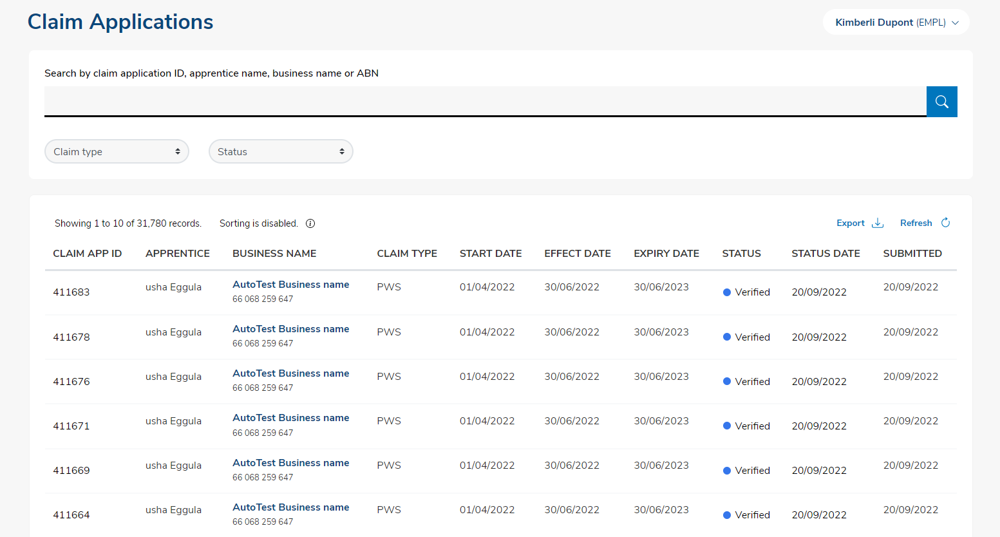 Claim Applications
Kimberli Dupont (EMPL)
Search by claim application ID, apprentice name, business name or ABN
Claim type Status
Showing 1 to 10 of 31,780 records. Sorting is disabled. Export Refresh
CLAIM APP ID APPRENTICE BUSINESS NAME CLAIM TYPE START DATE EFFECT DATE EXPIRY DATE STATUS STATUS DATE SUBMITTED
411683 usha Eggula AutoTest Business name PWS 01/04/2022 30/06/2022 30/06/2023 Verified 20/09/2022 20/09/2022
66 068 259 647
411678 usha Eggula AutoTest Business name PWS 01/04/2022 30/06/2022 30/06/2023 Verified 20/09/2022 20/09/2022
66 068 259 647
411676 usha Eggula AutoTest Business name PWS 01/04/2022 30/06/2022 30/06/2023 Verified 20/09/2022 20/09/2022
66 068 259 647
411671 usha Eggula AutoTest Business name PWS 01/04/2022 30/06/2022 30/06/2023 Verified 20/09/2022 20/09/2022
66 068 259 647
411669 usha Eggula AutoTest Business name PWS 01/04/2022 30/06/2022 30/06/2023 Verified 20/09/2022 20/09/2022
66 068 259 647
411664 usha Eggula AutoTest Business name PWS 01/04/2022 30/06/2022 30/06/2023 Verified 20/09/2022 20/09/2022
66 068 259 647